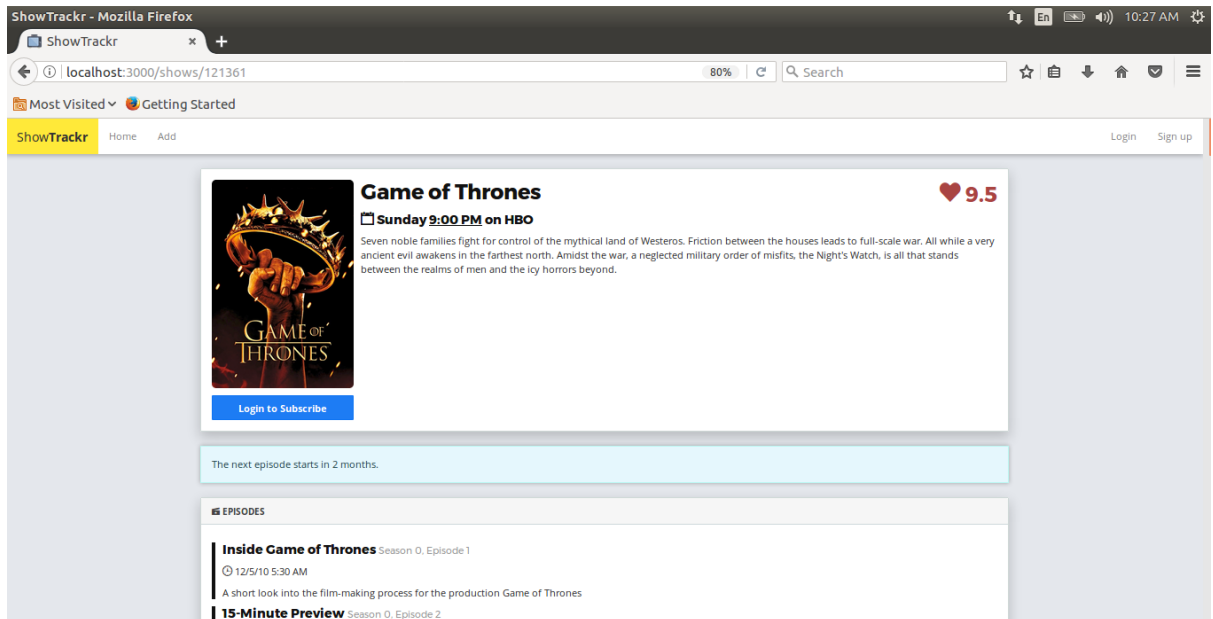 ShowTrackr - Mozilla Firefox
En
10:27 AM
ShowTrackr
localhost:3000/shows/121361
80%
Search
Most Visited
Getting Started
ShowTrackr
Home
Add
Login
Sign up
Game of Thrones
9.5
Sunday 9:00 PM on HBO
Seven noble families fight for control of the mythical land of Westeros. Friction between the houses leads to full-scale war. All while a very
ancient evil awakens in the farthest north. Amidst the war, a neglected military order of misfits, the Night's Watch, is all that stands
between the realms of men and the icy horrors beyond.
GAME OF
THRONES
Login to Subscribe
The next episode starts in 2 months.
EPISODES
Inside Game of Thrones Season 0, Episode 1
12/5/10 5:30 AM
A short look into the film-making process for the production Game of Thrones
15-Minute Preview Season 0, Episode 2